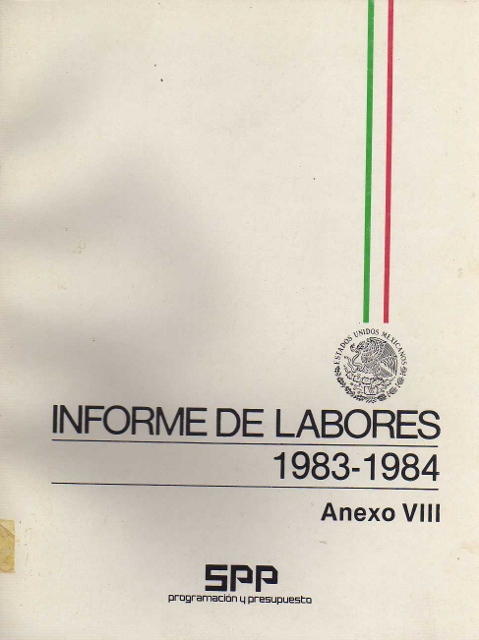 ESTADOS UNIDOS MEXICANOS
INFORME DE LABORES
1983-1984
Anexo VIII
SPP
programación y presupuesto